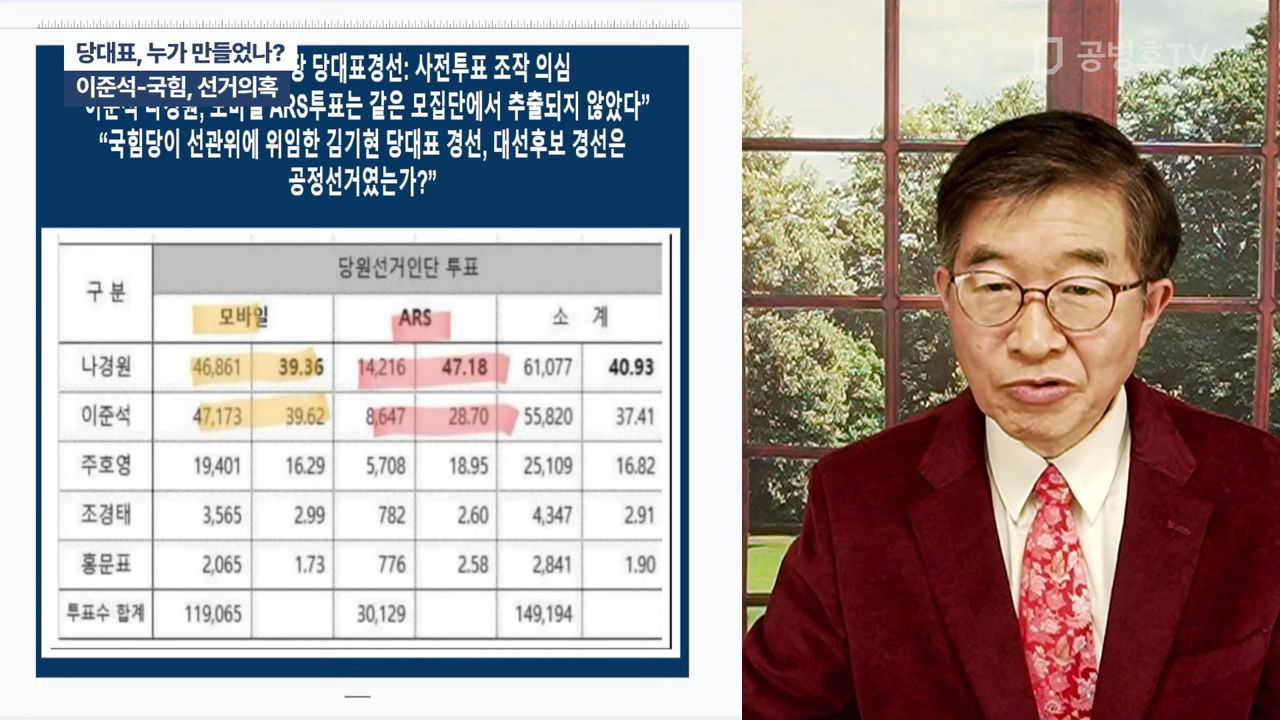 당대표, 누가 만들었나?
이준석-국힘, 선거의혹
당 당대표경선: 사전투표 조작 의심
모바일 ARS투표는 같은 모집단에서 추출되지 않았다”
“국힘당이 선관위에 위임한 김기현 당대표 경선, 대선후보 경선은
공정선거였는가?”
공병호TV
구 분 당원선거인단 투표
모바일 ARS 소 계
나경원 46,861 39.36 14,216 47.18 61,077 40.93
이준석 47,173 39.62 8,647 28.70 55,820 37.41
주호영 19,401 16.29 5,708 18.95 25,109 16.82
조경태 3,565 2.99 782 2.60 4,347 2.91
홍문표 2,065 1.73 776 2.58 2,841 1.90
투표수 합계 119,065 30,129 149,194